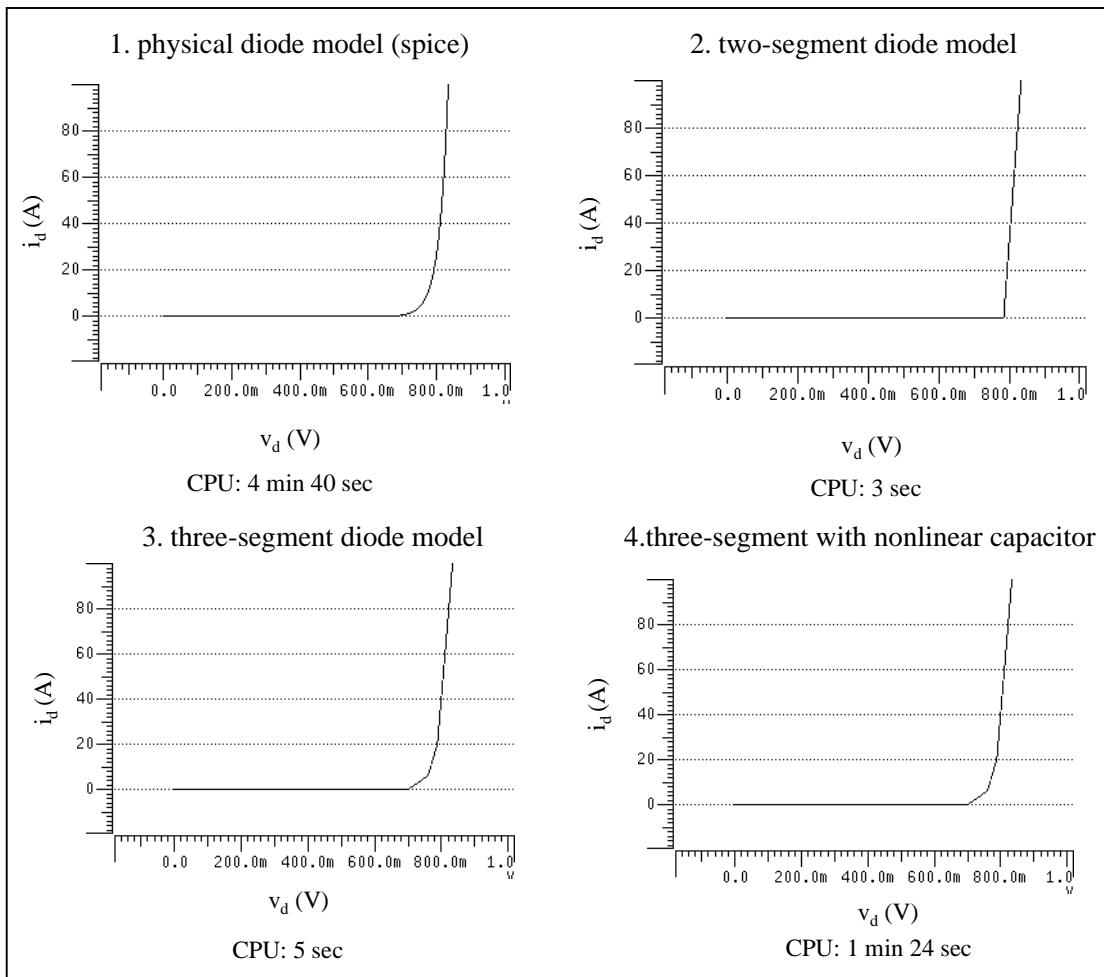 1. physical diode model (spice)
80
60
40
20
0
i_d (A)
0.0 200.0m 400.0m 600.0m 800.0m 1.0
v_d (V)
CPU: 4 min 40 sec
2. two-segment diode model
80
60
40
20
0
i_d (A)
0.0 200.0m 400.0m 600.0m 800.0m 1.0
v_d (V)
CPU: 3 sec
3. three-segment diode model
80
60
40
20
0
i_d (A)
0.0 200.0m 400.0m 600.0m 800.0m 1.0
v_d (V)
CPU: 5 sec
4.three-segment with nonlinear capacitor
80
60
40
20
0
i_d (A)
0.0 200.0m 400.0m 600.0m 800.0m 1.0
v_d (V)
CPU: 1 min 24 sec